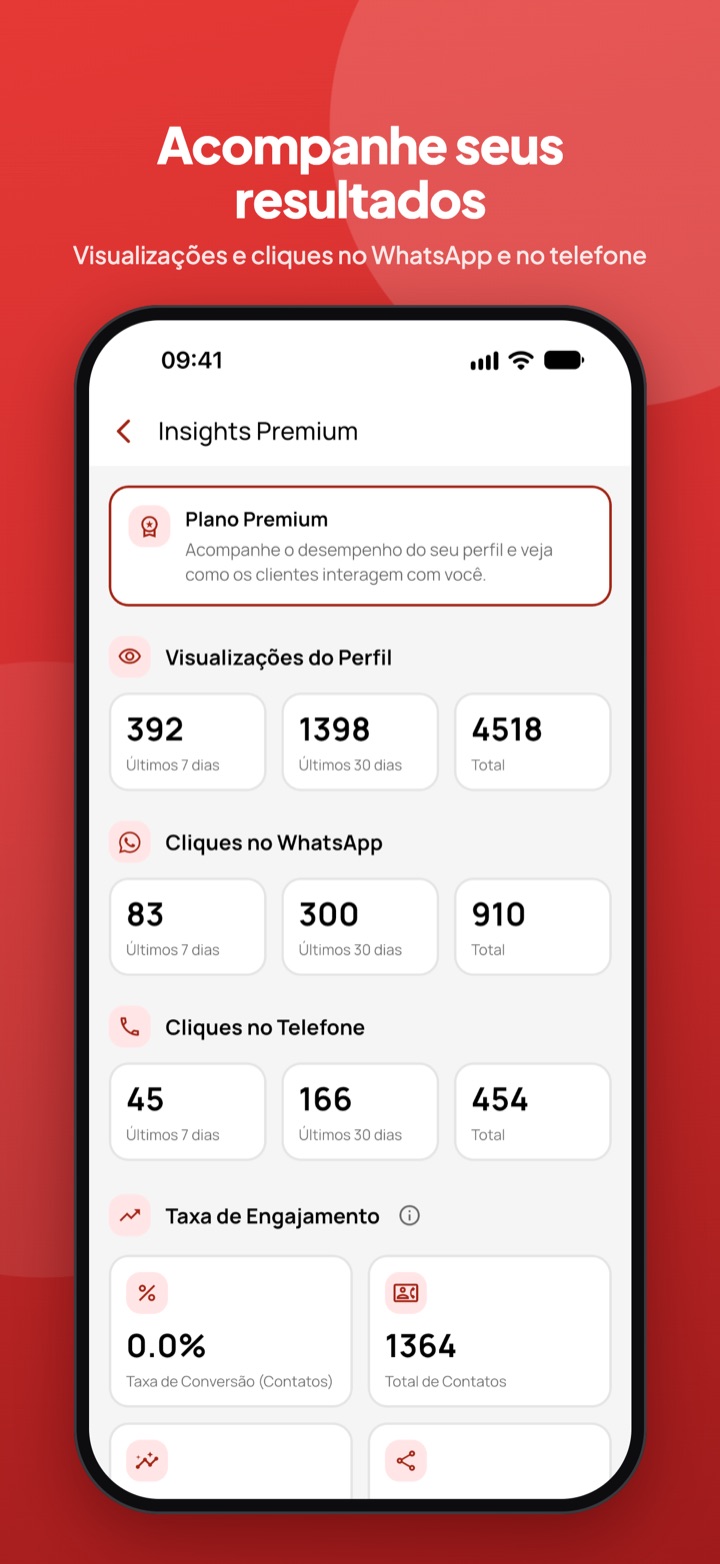 Acompanhe seus
resultados
Visualizações e cliques no WhatsApp e no telefone
09:41
Insights Premium
Plano Premium
Acompanhe o desempenho do seu perfil e veja
como os clientes interagem com você.
Visualizações do Perfil
392
1398
4518
Últimos 7 dias
Últimos 30 dias
Total
Cliques no WhatsApp
83
300
910
Últimos 7 dias
Últimos 30 dias
Total
Cliques no Telefone
45
166
454
Últimos 7 dias
Últimos 30 dias
Total
Taxa de Engajamento
0.0%
1364
Taxa de Conversão (Contatos)
Total de Contatos